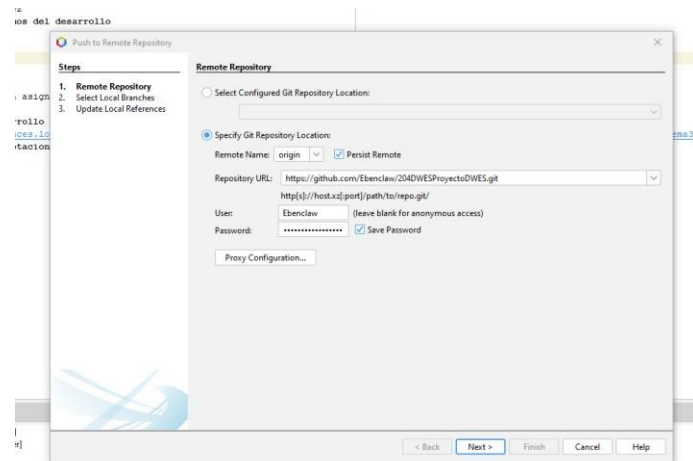 nos del desarrollo
Push to Remote Repository
Steps
1. Remote Repository
2. Select Local Branches
3. Update Local References
Remote Repository
Select Configured Git Repository Location:
Specify Git Repository Location:
Remote Name: origin Persist Remote
Repository URL: https://github.com/Ebenclaw/204DWESProyectoDWES.git
http[s]://host.xz[:port]/path/to/repo.git/
User: Ebenclaw (leave blank for anonymous access)
Password: ••••••••••••••••• Save Password
Proxy Configuration...
asign
rrollo
ces.lo
ema3
tacion
< Back Next > Finish Cancel Help